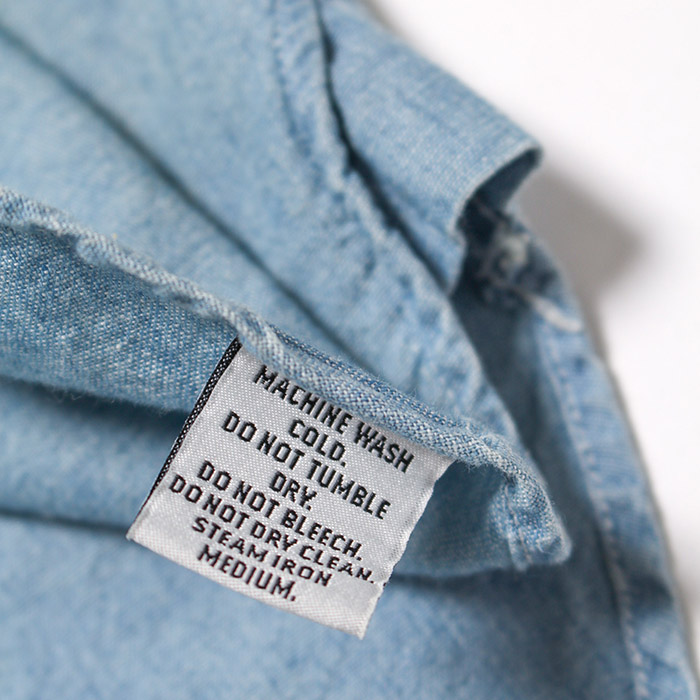 MACHINE WASH
COLD.
DO NOT TUMBLE
DRY.
DO NOT BLEECH.
DO NOT DRY CLEAN.
STEAM IRON
MEDIUM.